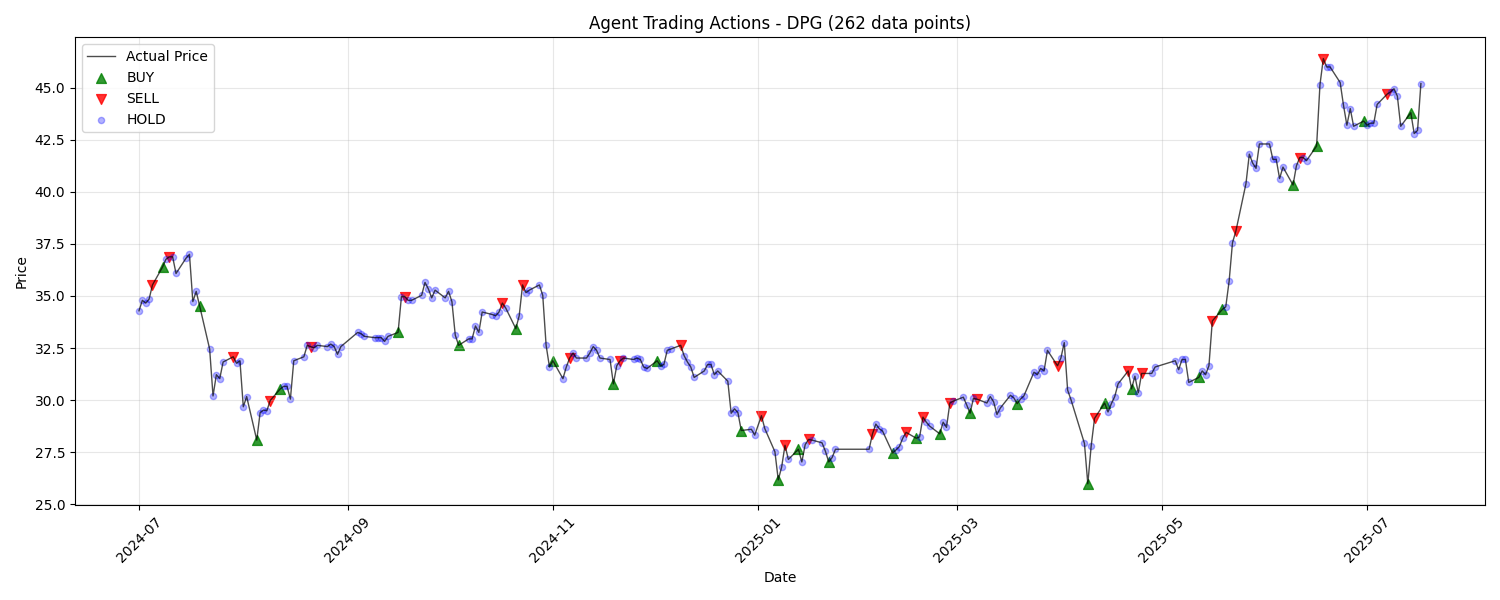 Agent Trading Actions - DPG (262 data points)
Actual Price
BUY
SELL
HOLD
Price
45.0
42.5
40.0
37.5
35.0
32.5
30.0
27.5
25.0
2024-07
2024-09
2024-11
2025-01
2025-03
2025-05
2025-07
Date